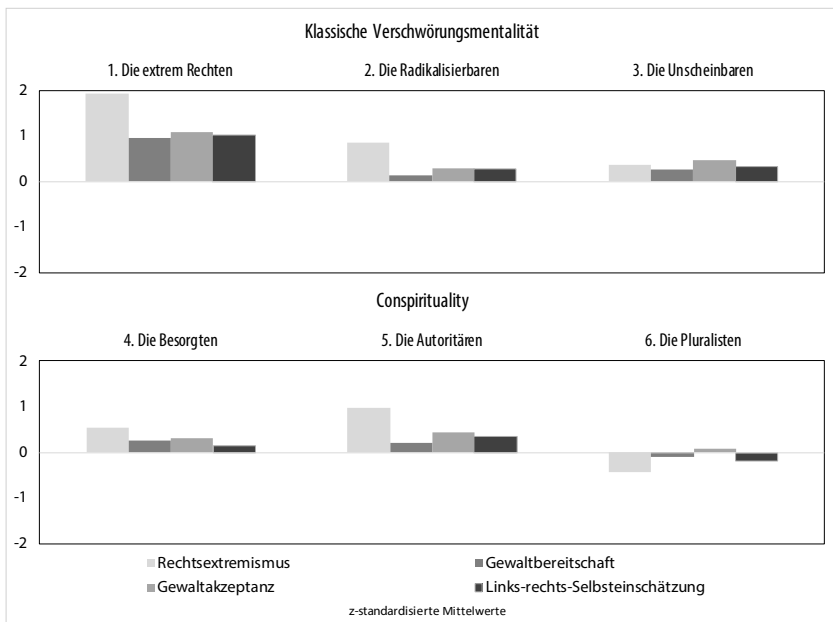 Klassische Verschwörungsmentalität
1. Die extrem Rechten 2. Die Radikalisierbaren 3. Die Unscheinbaren
2
1
0
-1
-2
Conspirituality
4. Die Besorgten 5. Die Autoritären 6. Die Pluralisten
2
1
0
-1
-2
Rechtsextremismus Gewaltbereitschaft
Gewaltakzeptanz Links-rechts-Selbsteinschätzung
z-standardisierte Mittelwerte